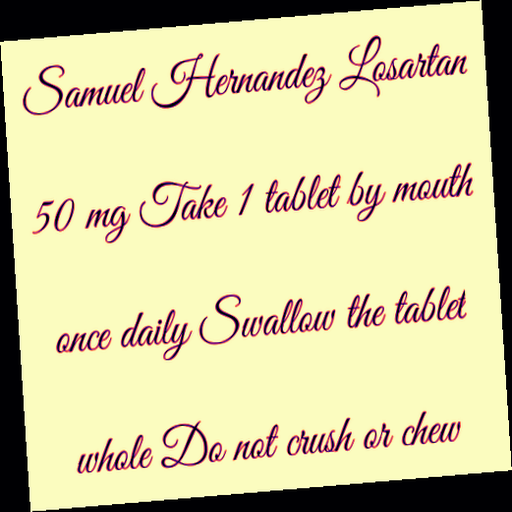 Samuel Hernandez Losartan
50 mg Take 1 tablet by mouth
once daily Swallow the tablet
whole Do not crush or chew